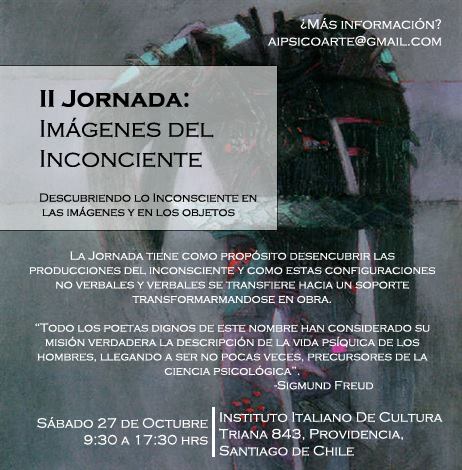 ¿Más información?
aipsicoarte@gmail.com
II Jornada:
Imágenes del
Inconciente
Descubriendo lo Inconsciente en
las imágenes y en los objetos
La Jornada tiene como propósito desencubrir las
producciones del inconsciente y como estas configuraciones
no verbales y verbales se transfiere hacia un soporte
transformarmandose en obra.
“Todo los poetas dignos de este nombre han considerado su
misión verdadera la descripción de la vida psíquica de los
hombres, llegando a ser no pocas veces, precursores de la
ciencia psicológica”.
-Sigmund Freud
Sábado 27 de Octubre
9:30 a 17:30 hrs
Instituto Italiano De Cultura
Triana 843, Providencia,
Santiago de Chile